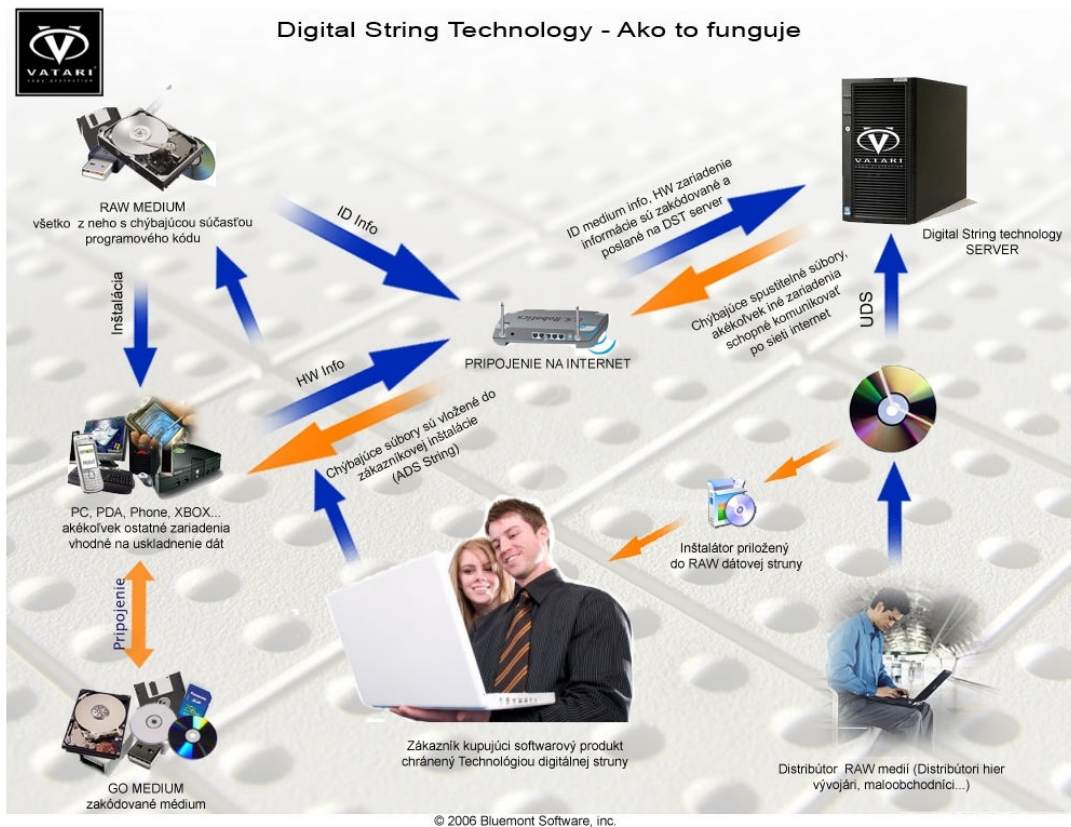 Digital String Technology - Ako to funguje
VATARI
copy protection
RAW MEDIUM
všetko z neho s chýbajúcou súčasťou
programového kódu
ID Info
ID medium info, HW zariadenie
informácie sú zakódované a
poslané na DST server
VATARI
Digital String technology
SERVER
Inštalácia
Chýbajúce spustitelné súbory,
akékoľvek iné zariadenia
schopné komunikovať
po sieti internet
UDS
PRIPOJENIE NA INTERNET
HW Info
Chýbajúce súbory sú vložené do
zákazníkovej inštalácie
(ADS String)
PC, PDA, Phone, XBOX...
akékoľvek ostatné zariadenia
vhodné na uskladnenie dát
Inštalátor priložený
do RAW dátovej struny
Pripojenie
GO MEDIUM
zakódované médium
Zákazník kupujúci softwarový produkt
chránený Technológiou digitálnej struny
Distribútor RAW medií (Distribútori hier
vývojári, maloobchodníci...)
© 2006 Bluemont Software, inc.